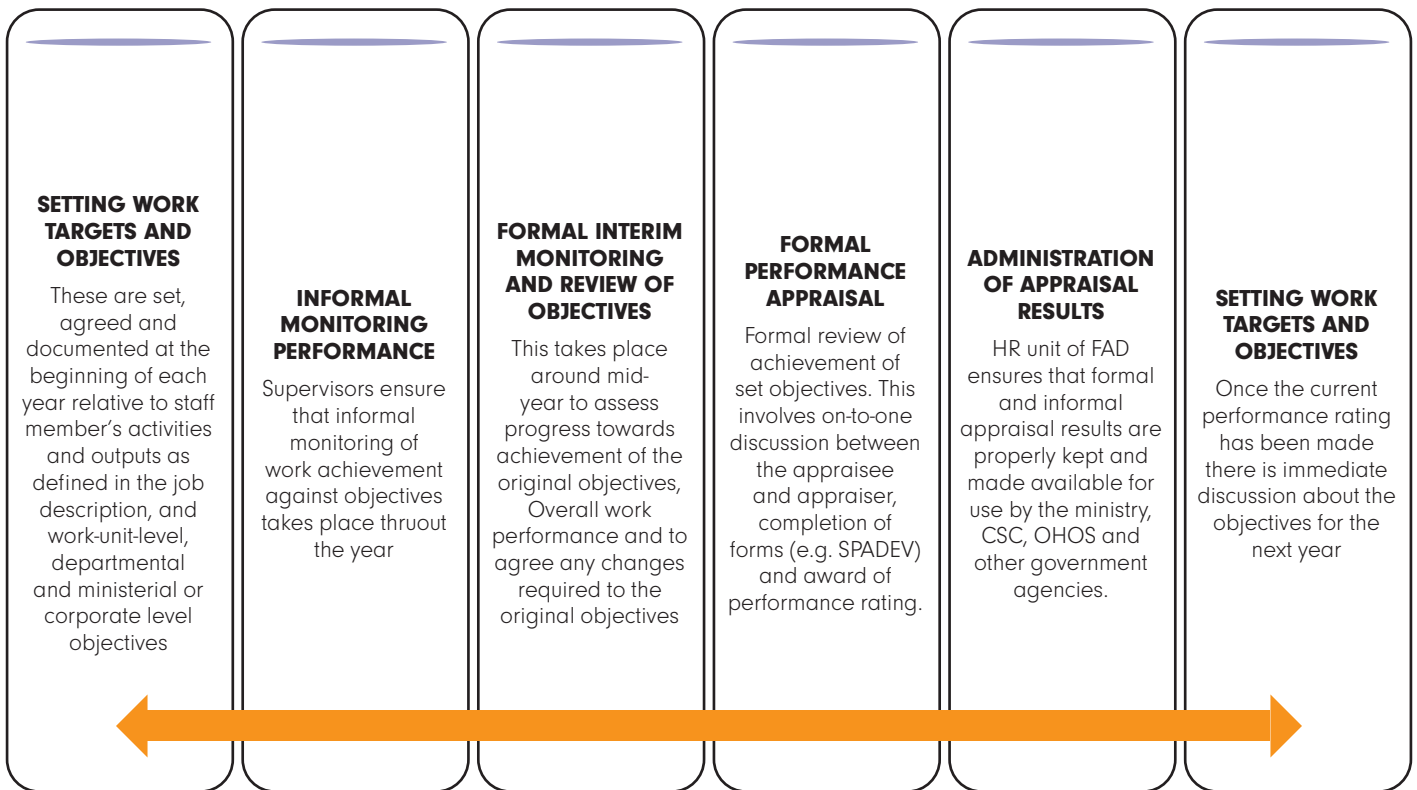 SETTING WORK
TARGETS AND
OBJECTIVES
These are set,
agreed and
documented at the
beginning of each
year relative to staff
member’s activities
and outputs as
defined in the job
description, and
work-unit-level,
departmental
and ministerial or
corporate level
objectives
INFORMAL
MONITORING
PERFORMANCE
Supervisors ensure
that informal
monitoring of
work achievement
against objectives
takes place thruout
the year
FORMAL INTERIM
MONITORING
AND REVIEW OF
OBJECTIVES
This takes place
around mid-
year to assess
progress towards
achievement of the
original objectives,
Overall work
performance and to
agree any changes
required to the
original objectives
FORMAL
PERFORMANCE
APPRAISAL
Formal review of
achievement of
set objectives. This
involves on-to-one
discussion between
the appraisee
and appraiser,
completion of
forms (e.g. SPADEV)
and award of
performance rating.
ADMINISTRATION
OF APPRAISAL
RESULTS
HR unit of FAD
ensures that formal
and informal
appraisal results are
properly kept and
made available for
use by the ministry,
CSC, OHOS and
other government
agencies.
SETTING WORK
TARGETS AND
OBJECTIVES
Once the current
performance rating
has been made
there is immediate
discussion about the
objectives for the
next year